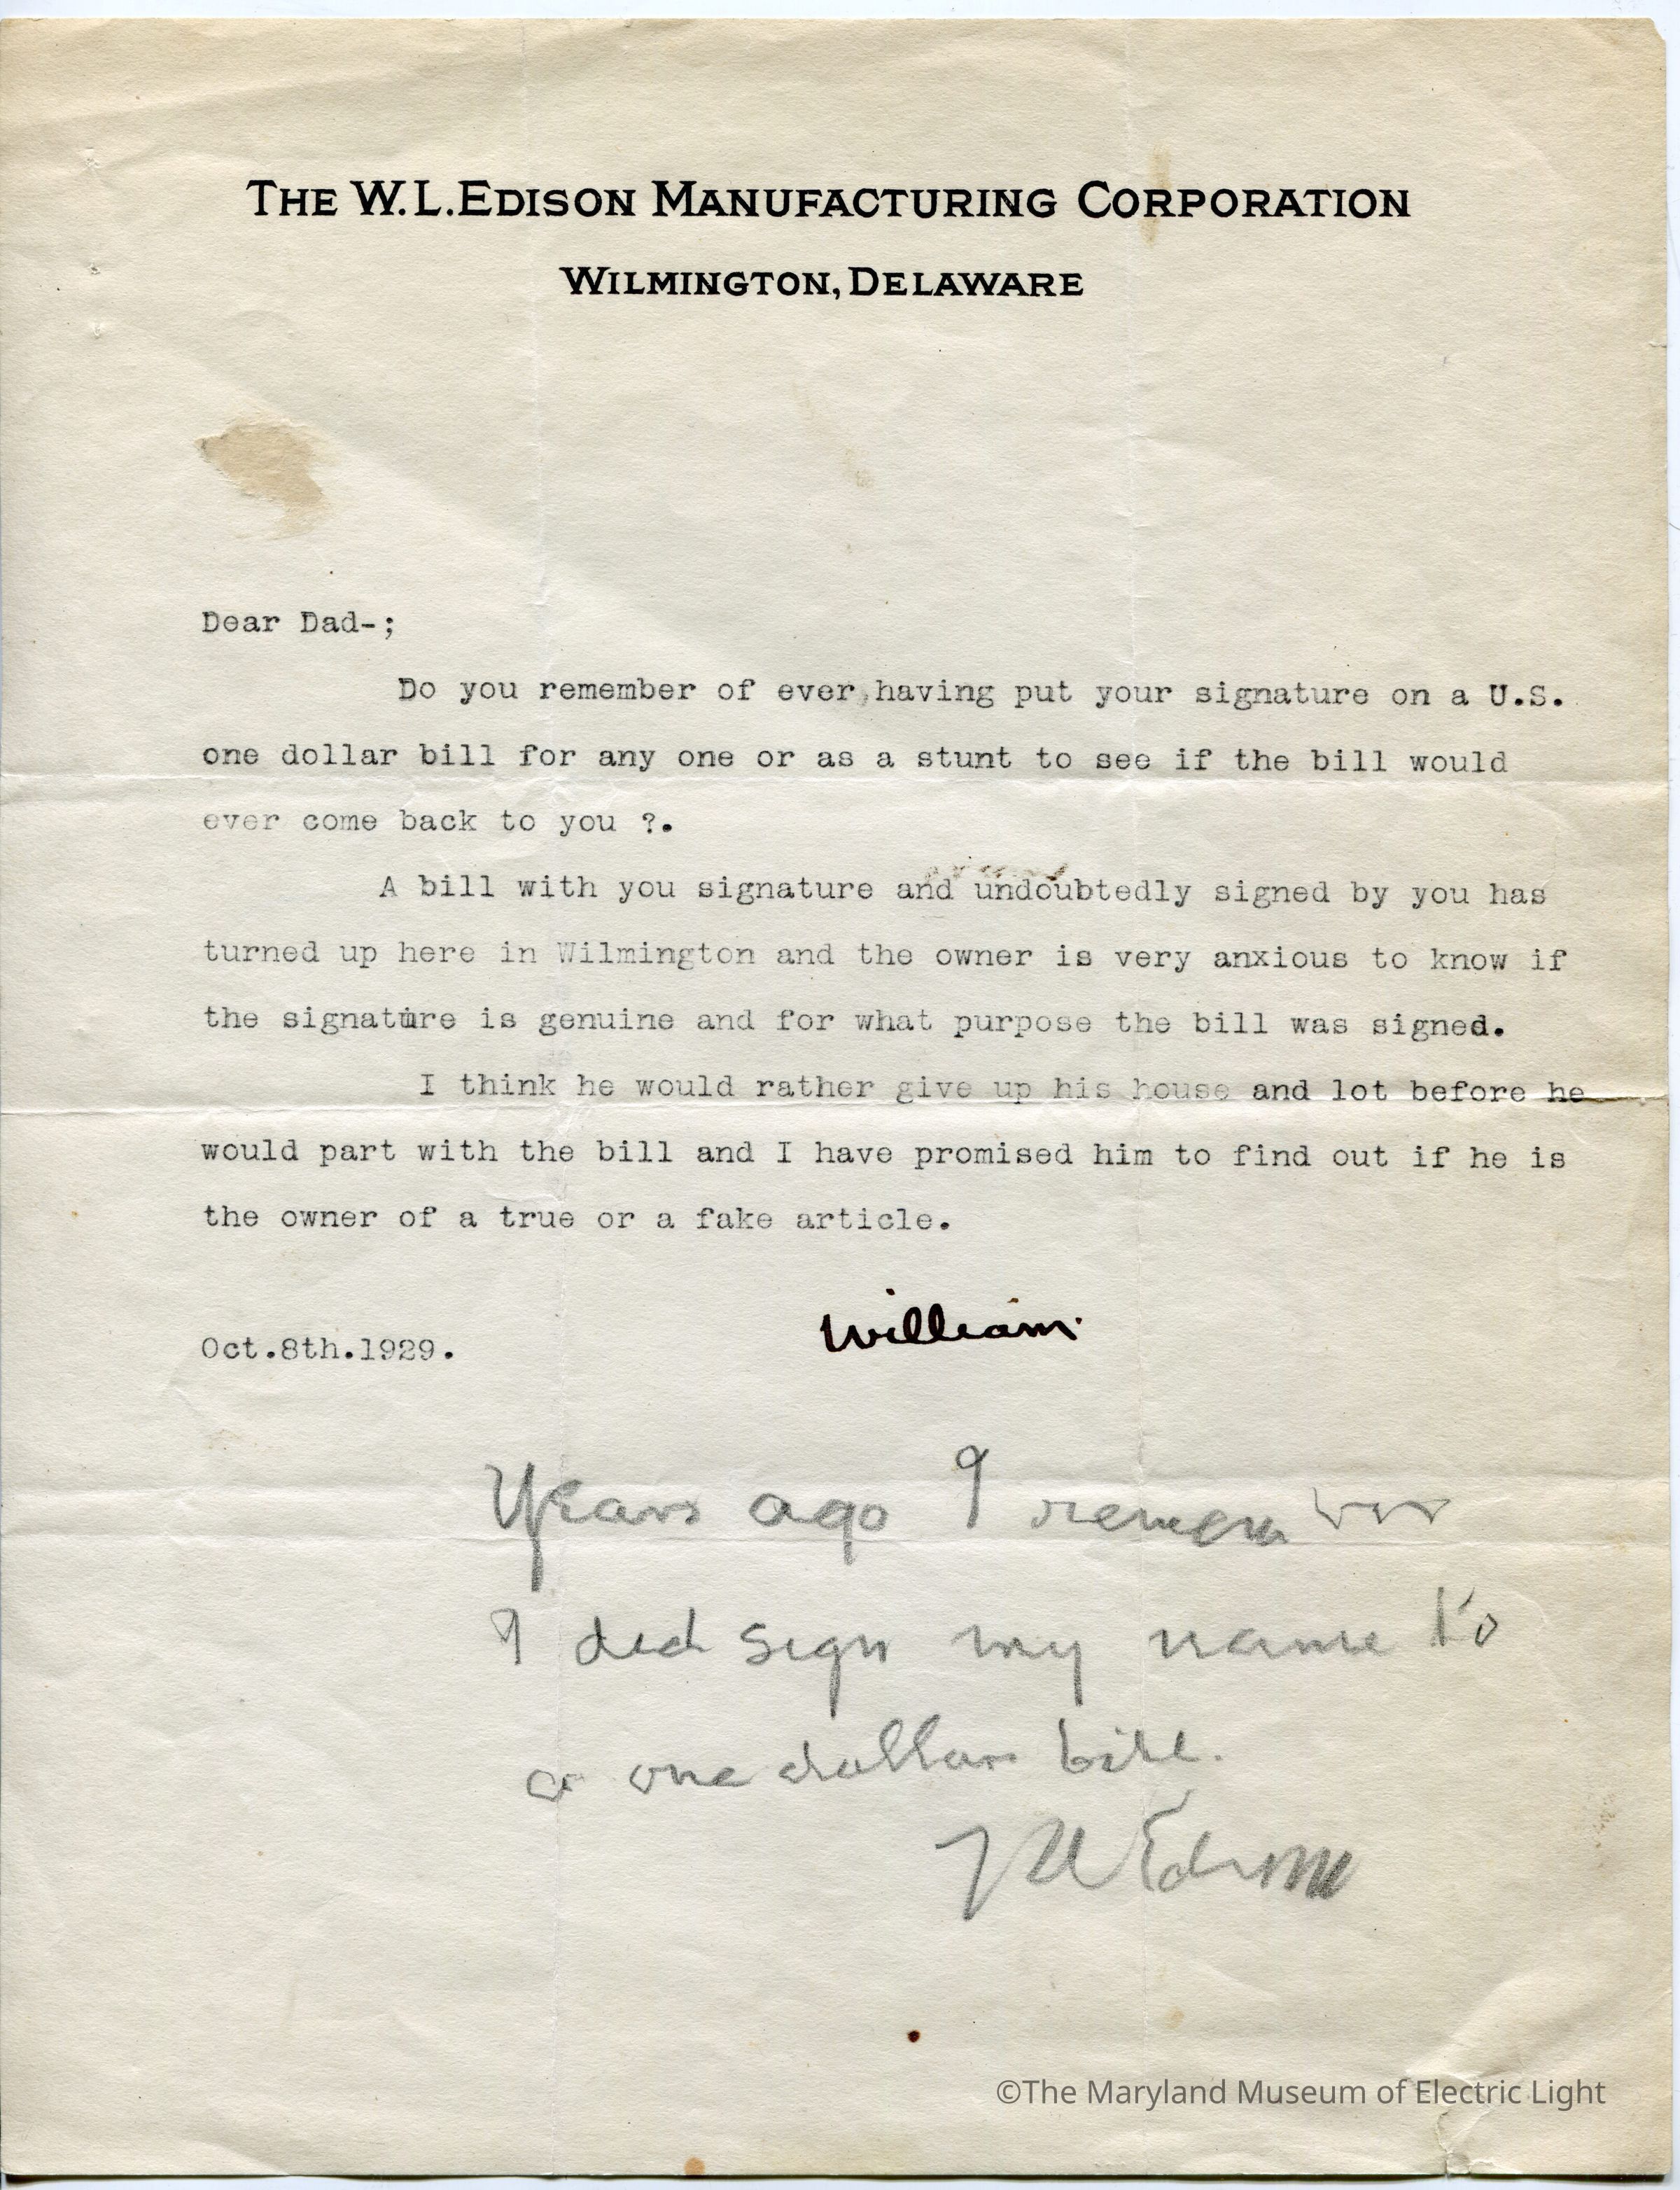 THE W.L.EDISON MANUFACTURING CORPORATION
WILMINGTON, DELAWARE
Dear Dad-;
Do you remember of ever,having put your signature on a U.S.
one dollar bill for any one or as a stunt to see if the bill would
ever come back to you ?.
A bill with you signature and undoubtedly signed by you has
turned up here in Wilmington and the owner is very anxious to know if
the signature is genuine and for what purpose the bill was signed.
I think he would rather give up his house and lot before he
would part with the bill and I have promised him to find out if he is
the owner of a true or a fake article.
William.
Oct.8th.1929.
Years ago I remember
I did sign my name to
a one dollar bill.
Edison
©The Maryland Museum of Electric Light